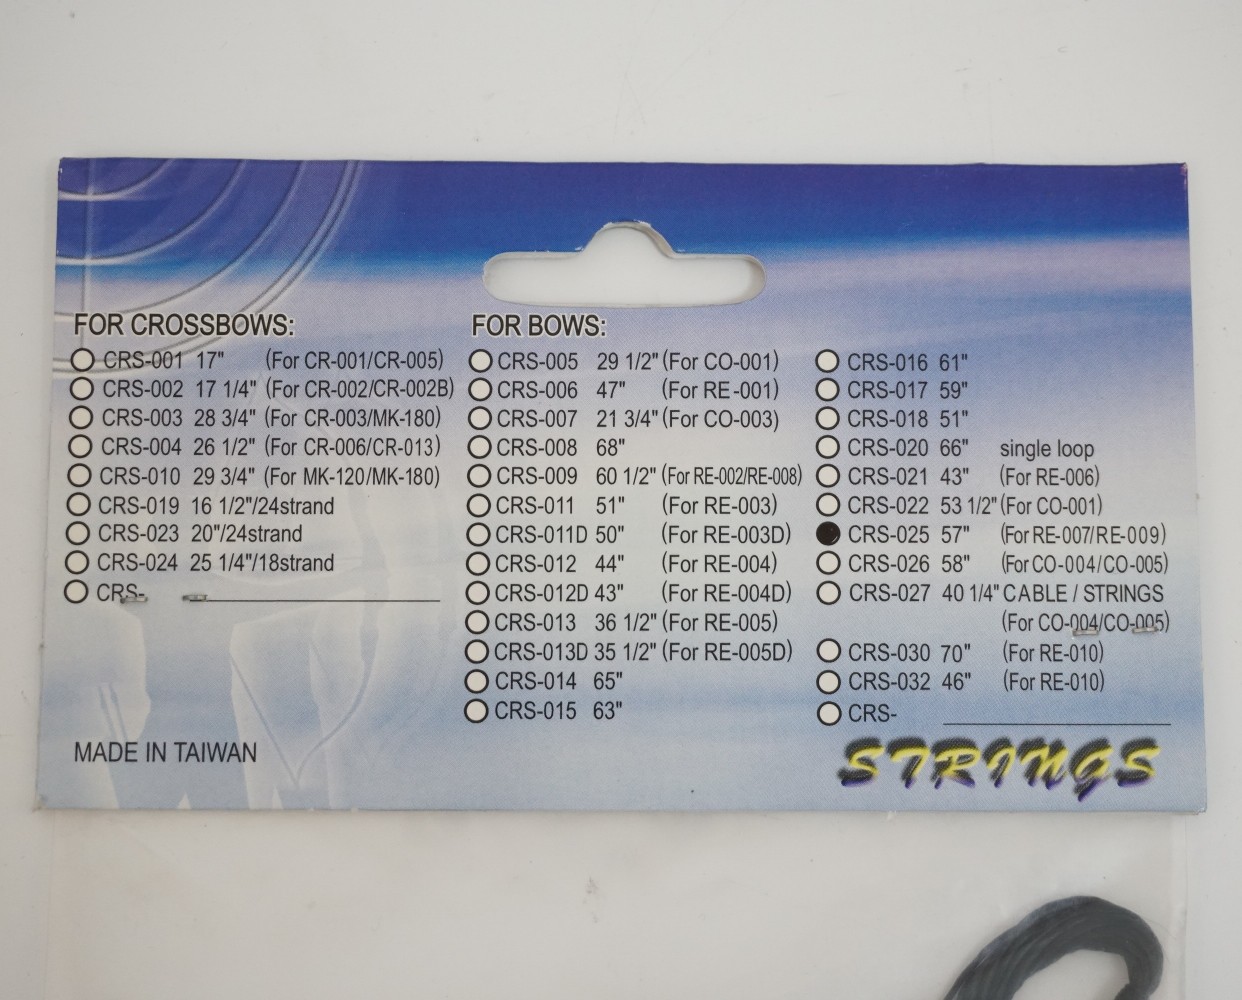 FOR CROSSBOWS:
CRS-001 17" (For CR-001/CR-005)
CRS-002 17 1/4" (For CR-002/CR-002B)
CRS-003 28 3/4" (For CR-003/MK-180)
CRS-004 26 1/2" (For CR-006/CR-013)
CRS-010 29 3/4" (For MK-120/MK-180)
CRS-019 16 1/2"/24strand
CRS-023 20"/24strand
CRS-024 25 1/4"/18strand
CRS-
FOR BOWS:
CRS-005 29 1/2" (For CO-001)
CRS-006 47" (For RE-001)
CRS-007 21 3/4" (For CO-003)
CRS-008 68"
CRS-009 60 1/2" (For RE-002/RE-008)
CRS-011 51" (For RE-003)
CRS-011D 50" (For RE-003D)
CRS-012 44" (For RE-004)
CRS-012D 43" (For RE-004D)
CRS-013 36 1/2" (For RE-005)
CRS-013D 35 1/2" (For RE-005D)
CRS-014 65"
CRS-015 63"
CRS-016 61"
CRS-017 59"
CRS-018 51"
CRS-020 66" single loop
CRS-021 43" (For RE-006)
CRS-022 53 1/2" (For CO-001)
CRS-025 57" (For RE-007/RE-009)
CRS-026 58" (For CO-004/CO-005)
CRS-027 40 1/4" CABLE / STRINGS
(For CO-004/CO-005)
CRS-030 70" (For RE-010)
CRS-032 46" (For RE-010)
CRS-
MADE IN TAIWAN
STRINGS